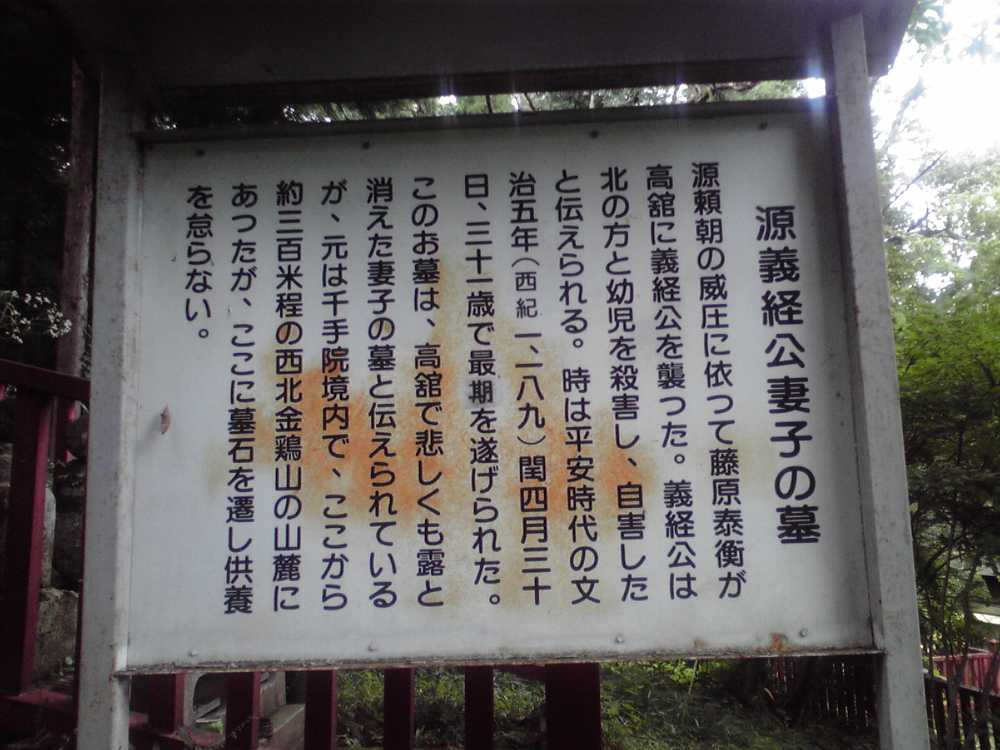 源義経公妻子の墓
源頼朝の威圧に依つて藤原泰衡が
高舘に義経公を襲つた。義経公は
北の方と幼児を殺害し、自害した
と伝えられる。時は平安時代の文
治五年(西紀一、一八九)閏四月三十
日、三十一歳で最期を遂げられた。
このお墓は、高舘で悲しくも露と
消えた妻子の墓と伝えられている
が、元は千手院境内で、ここから
約三百米程の西北金鶏山の山麓に
あつたが、ここに墓石を遷し供養
を怠らない。